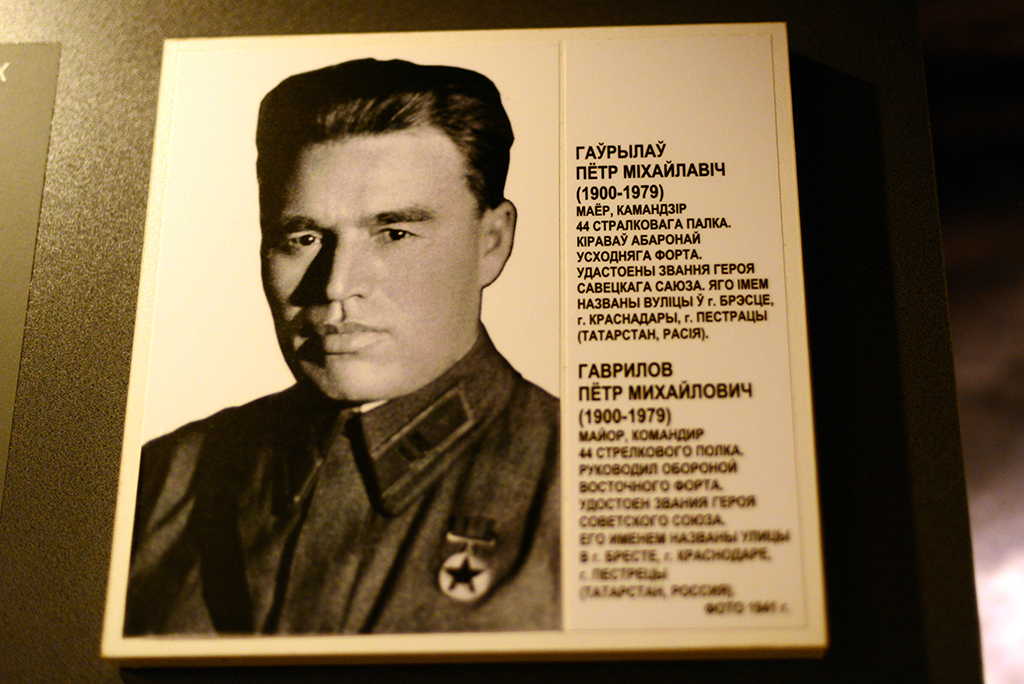 Х
ГАЎРЫЛАЎ
ПЁТР МІХАЙЛАВІЧ
(1900-1979)
МАЁР, КАМАНДЗІР
44 СТРАЛКОВАГА ПАЛКА.
КІРАВАЎ АБАРОНАЙ
УСХОДНЯГА ФОРТА.
УДАСТОЕНЫ ЗВАННЯ ГЕРОЯ
САВЕЦКАГА САЮЗА. ЯГО ІМЕМ
НАЗВАНЫ ВУЛІЦЫ Ў г. БРЭСЦЕ,
г. КРАСНАДАРЫ, г. ПЕСТРАЦЫ
(ТАТАРСТАН, РАСІЯ).
ГАВРИЛОВ
ПЁТР МИХАЙЛОВИЧ
(1900-1979)
МАЙОР, КОМАНДИР
44 СТРЕЛКОВОГО ПОЛКА.
РУКОВОДИЛ ОБОРОНОЙ
ВОСТОЧНОГО ФОРТА.
УДОСТОЕН ЗВАНИЯ ГЕРОЯ
СОВЕТСКОГО СОЮЗА.
ЕГО ИМЕНЕМ НАЗВАНЫ УЛИЦЫ
В г. БРЕСТЕ, г. КРАСНОДАРЕ,
г. ПЕСТРЕЦЫ
(ТАТАРСТАН, РОССИЯ).
ФОТО 1941 г.